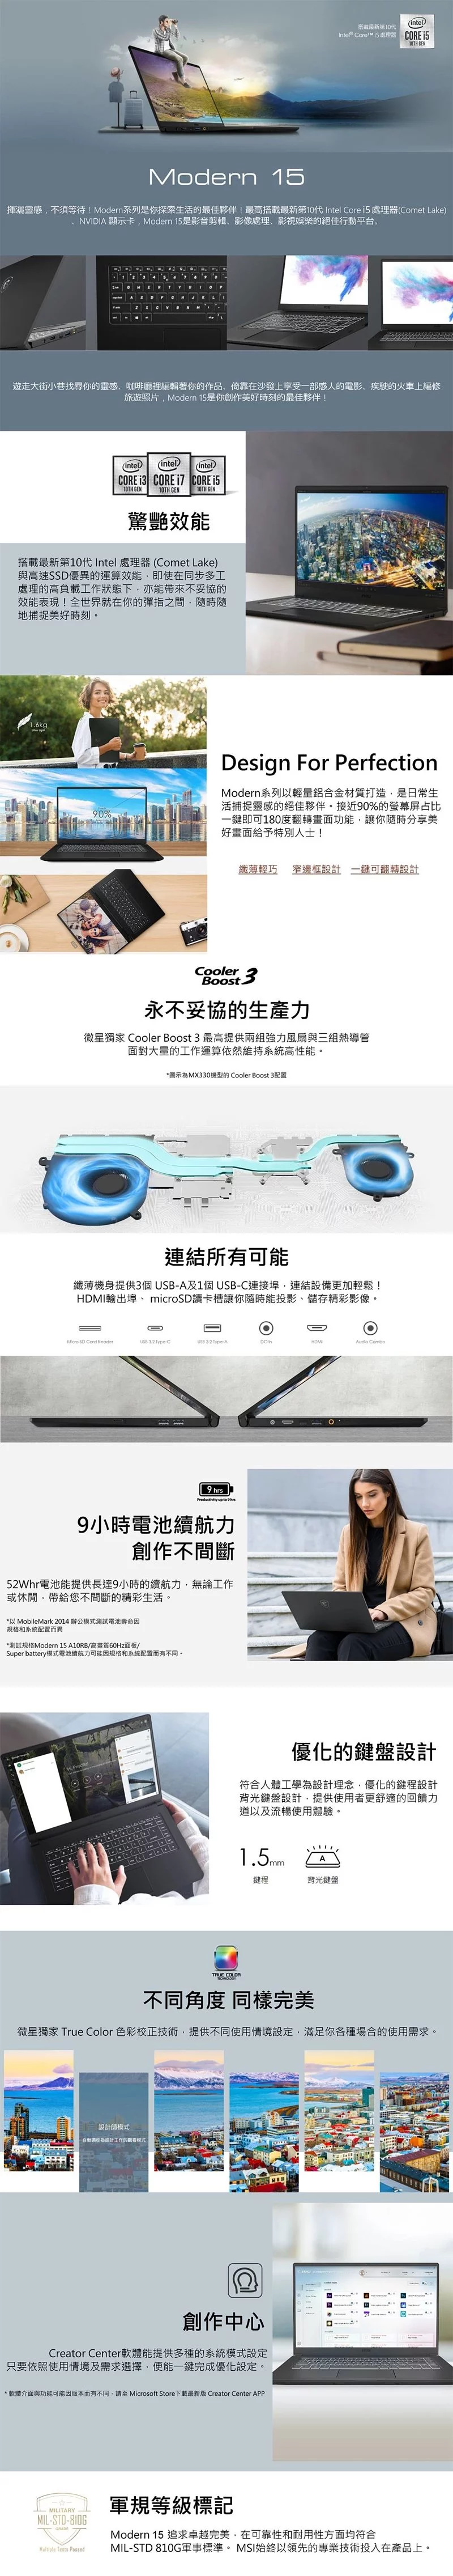 搭載最新第10代
Intel® Core™ i5 處理器
intel
CORE i5
10TH GEN
Modern 15
揮灑靈感，不須等待！Modern系列是你探索生活的最佳夥伴！最高搭載最新第10代 Intel Core i5 處理器(Comet Lake)
、NVIDIA 顯示卡，Modern 15是影音剪輯、影像處理、影視娛樂的絕佳行動平台。
遊走大街小巷找尋你的靈感、咖啡廳裡編輯著你的作品、倚靠在沙發上享受一部感人的電影、疾駛的火車上編修
旅遊照片，Modern 15是你創作美好時刻的最佳夥伴！
intel
CORE i3
10TH GEN
intel
CORE i7
10TH GEN
intel
CORE i5
10TH GEN
驚艷效能
搭載最新第10代 Intel 處理器 (Comet Lake)
與高速SSD優異的運算效能，即使在同步多工
處理的高負載工作狀態下，亦能帶來不妥協的
效能表現！全世界就在你的彈指之間，隨時隨
地捕捉美好時刻。
1.6kg
90%
Design For Perfection
Modern系列以輕量鋁合金材質打造，是日常生
活捕捉靈感的絕佳夥伴。接近90%的螢幕屏占比
一鍵即可180度翻轉畫面功能，讓你隨時分享美
好畫面給予特別人士！
纖薄輕巧 窄邊框設計 一鍵可翻轉設計
Cooler
Boost 3
永不妥協的生產力
微星獨家 Cooler Boost 3 最高提供兩組強力風扇與三組熱導管
面對大量的工作運算依然維持系統高性能。
*圖示為MX330機型的 Cooler Boost 3配置
連結所有可能
纖薄機身提供3個 USB-A及1個 USB-C連接埠，連結設備更加輕鬆！
HDMI輸出埠、 microSD讀卡槽讓你隨時能投影、儲存精彩影像。
Micro SD Card Reader
USB 3.2 Type-C
USB 3.2 Type-A
DC-in
HDMI
Audio Combo
9 hrs
Productivity up to 9 hrs
9小時電池續航力
創作不間斷
52Whr電池能提供長達9小時的續航力，無論工作
或休閒，帶給您不間斷的精彩生活。
*以 MobileMark 2014 辦公模式測試電池壽命因
規格和系統配置而異
*測試規格Modern 15 A10RB/高畫質60Hz面板/
Super battery模式電池續航力可能因規格和系統配置而有不同。
優化的鍵盤設計
符合人體工學為設計理念，優化的鍵程設計
背光鍵盤設計，提供使用者更舒適的回饋力
道以及流暢使用體驗。
1.5mm
鍵程
A
背光鍵盤
TRUE COLOR
TECHNOLOGY
不同角度 同樣完美
微星獨家 True Color 色彩校正技術，提供不同使用情境設定，滿足你各種場合的使用需求。
設計師模式
創作中心
Creator Center軟體能提供多種的系統模式設定
只要依照使用情境及需求選擇，便能一鍵完成優化設定。
* 軟體介面與功能可能因版本而有不同，請至 Microsoft Store下載最新版 Creator Center APP
MILITARY
MIL-STD-810G
GRADE
Multiple Tests Passed
軍規等級標記
Modern 15 追求卓越完美，在可靠性和耐用性方面均符合
MIL-STD 810G軍事標準。 MSI始終以領先的專業技術投入在產品上。